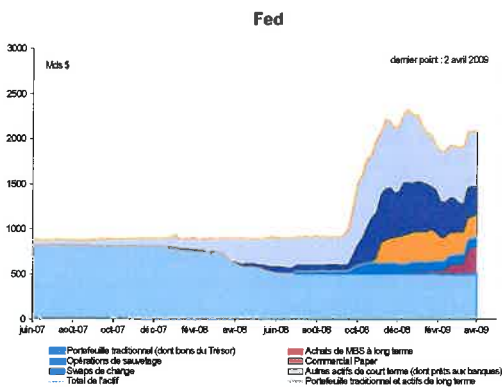 Fed
3000
Mds $
dernier point : 2 avril 2009
2500
2000
1500
1000
500
0
juin-07 août-07 oct-07 déc-07 févr-08 avr-08 juin-08 août-08 oct-08 déc-08 févr-09 avr-09
Portefeuille traditionnel (dont bons du Trésor)
Achats de MBS à long terme
Opérations de sauvetage
Commercial Paper
Swaps de change
Autres actifs de court terme (dont prêts aux banques)
Total de l'actif
Portefeuille traditionnel et actifs de long terme